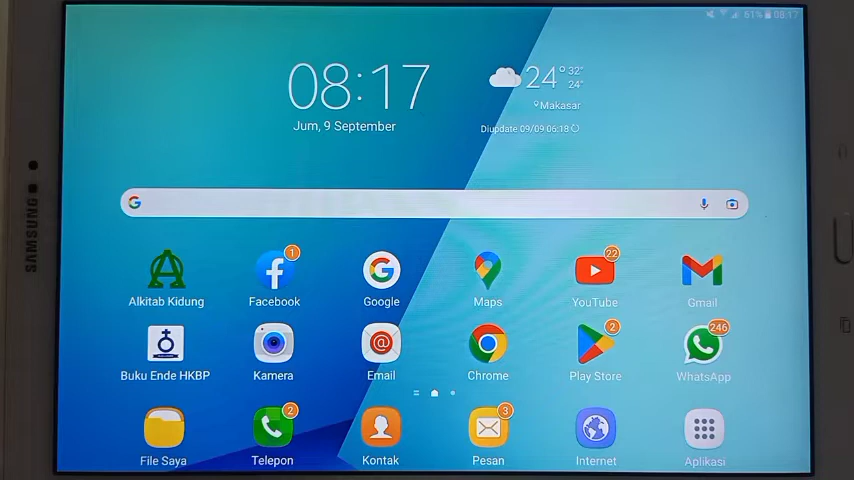 51% 08:17
08:17
Jum, 9 September
24° 32°
24°
Makasar
Diupdate 09/09 06:18
SAMSUNG
1
22
Alkitab Kidung Facebook Google Maps YouTube Gmail
2
246
Buku Ende HKBP Kamera Email Chrome Play Store WhatsApp
2
3
File Saya Telepon Kontak Pesan Internet Aplikasi